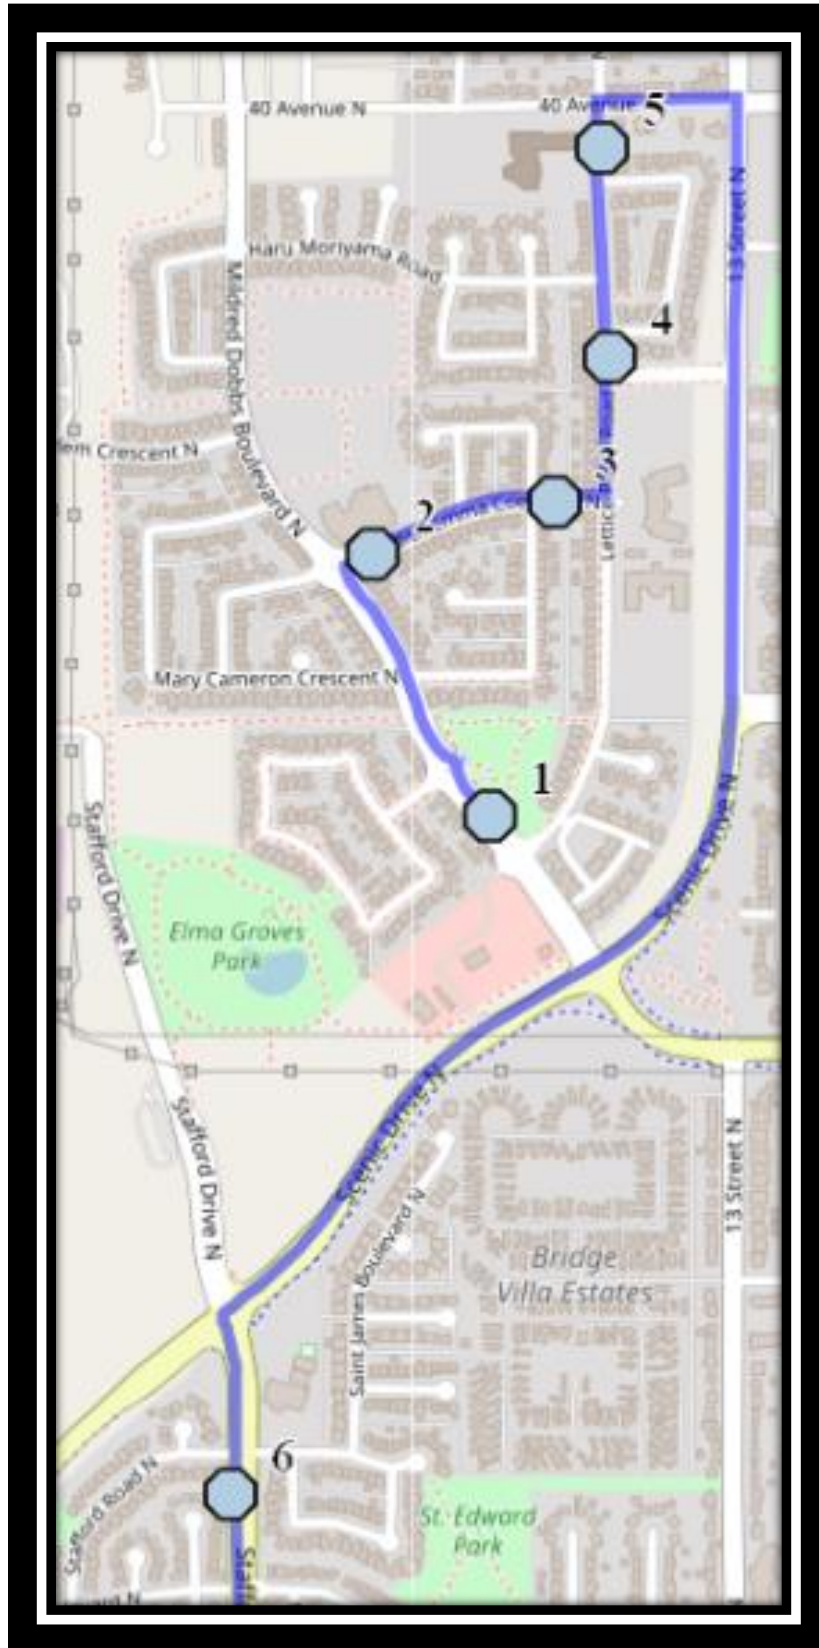 40 Avenue N
40 Avenue
5
13 Street N
Haru Moriyama Road
Mildred Dobbs Boulevard N
4
Crescent N
3
2
Mary Cameron Crescent N
1
Stafford Drive N
Scenic Drive N
Elma Groves
Park
Scenic Drive N
Stafford Drive N
13 Street N
Saint James Boulevard N
Bridge
Villa Estates
6
Stafford Road N
St. Edward
Park